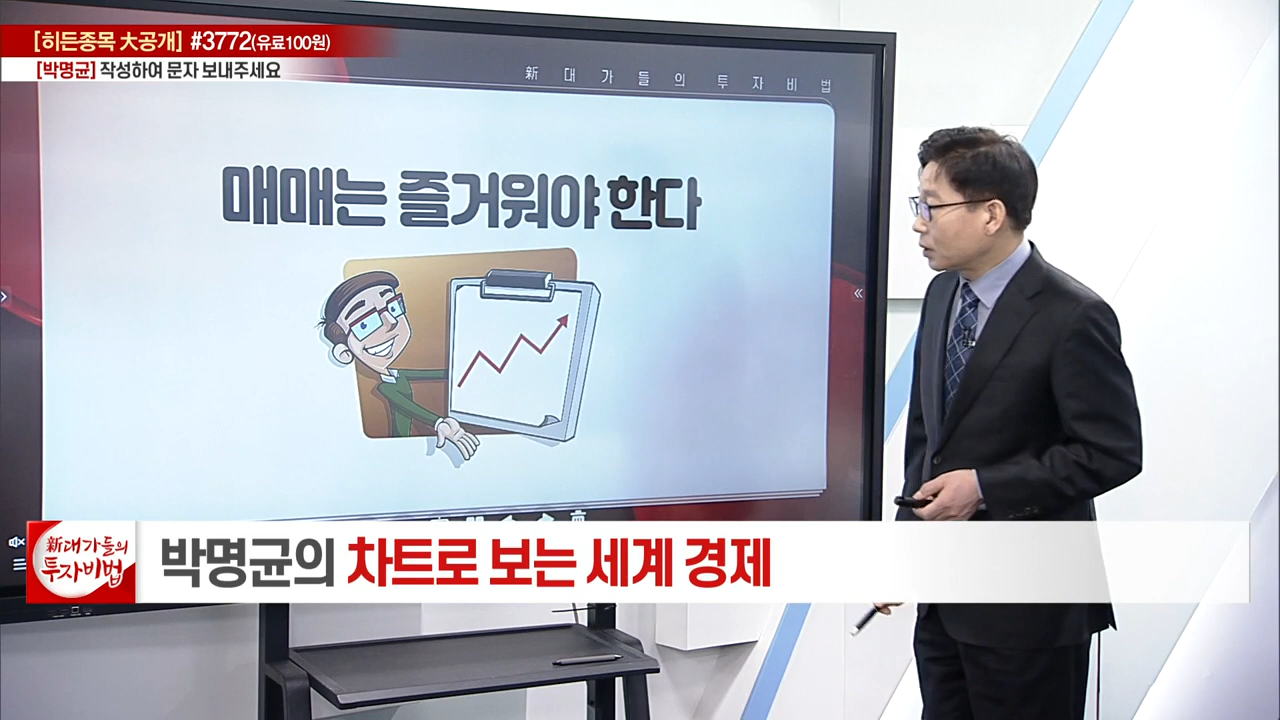 [히든종목 大공개] #3772(유료100원)
[박명균] 작성하여 문자 보내주세요
新 대 가 들 의 투 자 비 법
매매는 즐거워야 한다
新대가들의
투자비법
박명균의 차트로 보는 세계 경제